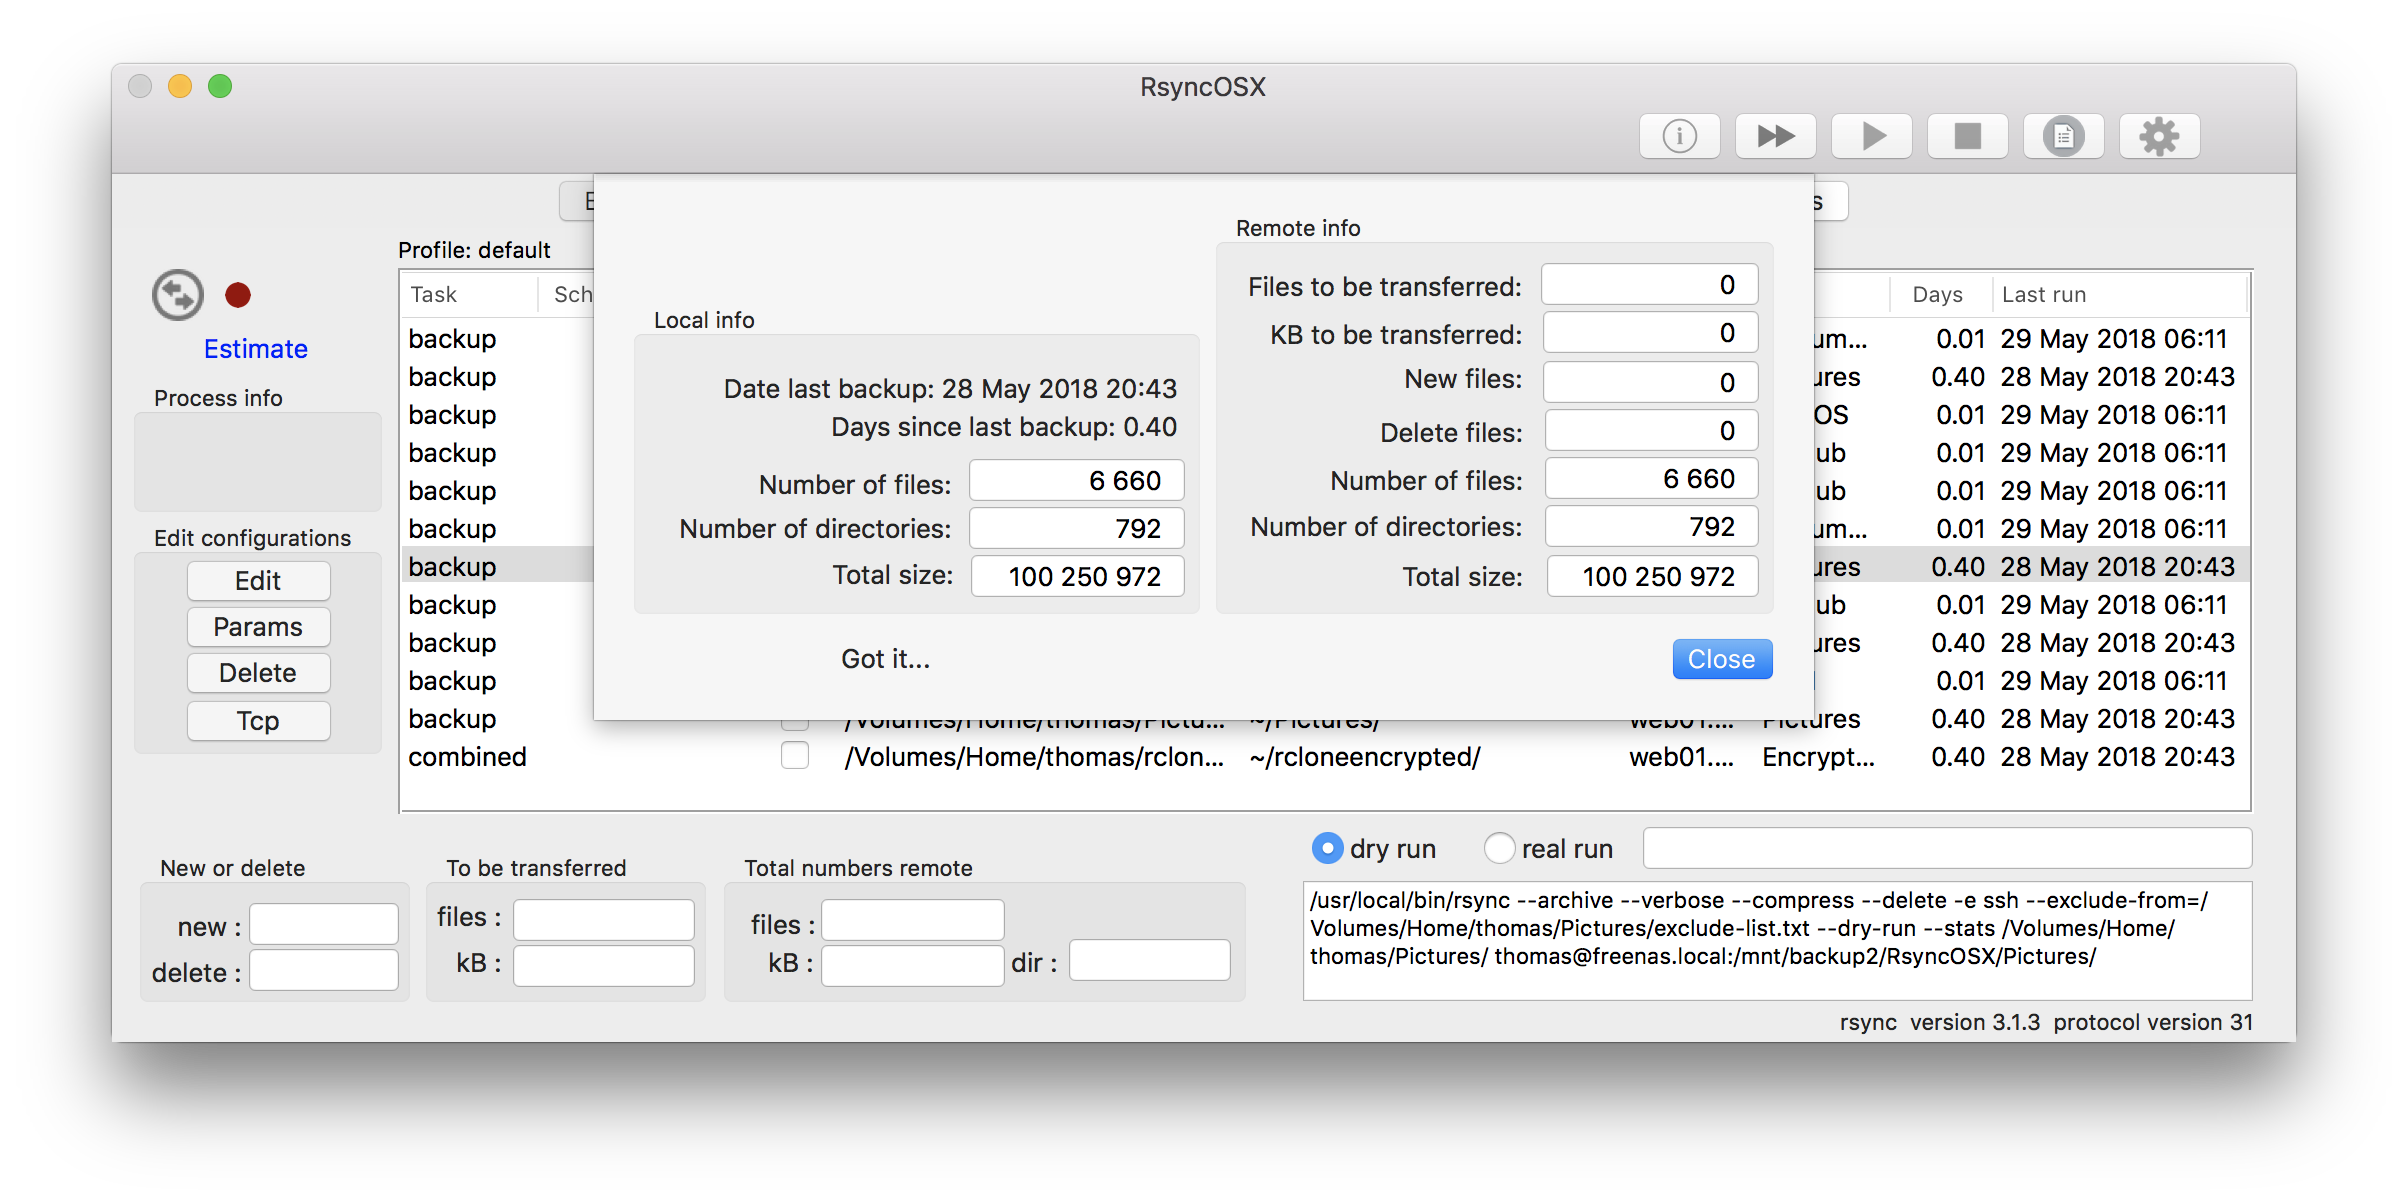 RsyncOSX
Profile: default
Task
Days
Last run
Estimate
Process info
Edit configurations
Edit
Params
Delete
Tcp
backup
backup
backup
backup
backup
backup
backup
backup
backup
backup
backup
combined
Local info
Date last backup: 28 May 2018 20:43
Days since last backup: 0.40
Number of files: 6 660
Number of directories: 792
Total size: 100 250 972
Got it...
Remote info
Files to be transferred: 0
KB to be transferred: 0
New files: 0
Delete files: 0
Number of files: 6 660
Number of directories: 792
Total size: 100 250 972
Close
0.01 29 May 2018 06:11
0.40 28 May 2018 20:43
0.01 29 May 2018 06:11
0.01 29 May 2018 06:11
0.01 29 May 2018 06:11
0.01 29 May 2018 06:11
0.40 28 May 2018 20:43
0.01 29 May 2018 06:11
0.40 28 May 2018 20:43
0.01 29 May 2018 06:11
/Volumes/Home/thomas/Pictu... ~/Pictures/ web01.... Pictures 0.40 28 May 2018 20:43
/Volumes/Home/thomas/rclon... ~/rcloneencrypted/ web01.... Encrypt... 0.40 28 May 2018 20:43
New or delete
new :
delete :
To be transferred
files :
kB :
Total numbers remote
files :
kB :
dir :
dry run
real run
/usr/local/bin/rsync --archive --verbose --compress --delete -e ssh --exclude-from=/
Volumes/Home/thomas/Pictures/exclude-list.txt --dry-run --stats /Volumes/Home/
thomas/Pictures/ thomas@freenas.local:/mnt/backup2/RsyncOSX/Pictures/
rsync version 3.1.3 protocol version 31